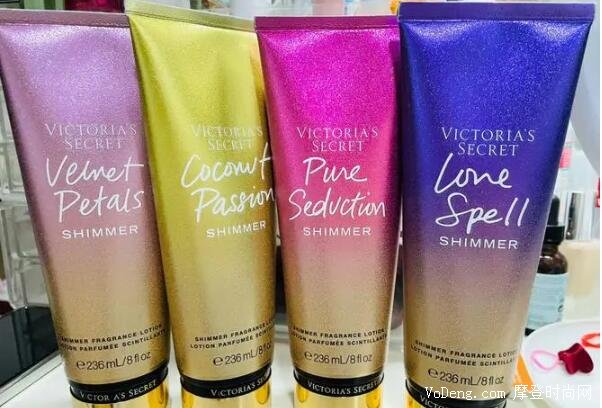 VICTORIA'S
SECRET
Velvet
Petals
SHIMMER
SHIMMER FRAGRANCE LOTION
LOTION PARFUMÉE SCINTILLANTE
e 236 mL/8 fl oz
VICTORIA'S SECRET
VICTORIA'S
SECRET
Coconut
Passion
SHIMMER
SHIMMER FRAGRANCE LOTION
LOTION PARFUMÉE SCINTILLANTE
e 236 mL/8 fl oz
VICTORIA'S SECRET
VICTORIA'S
SECRET
Pure
Seduction
SHIMMER
SHIMMER FRAGRANCE LOTION
LOTION PARFUMÉE SCINTILLANTE
e 236 mL/8 fl oz
VICTORIA'S SECRET
VICTORIA'S
SECRET
Love
Spell
SHIMMER
SHIMMER FRAGRANCE LOTION
LOTION PARFUMÉE SCINTILLANTE
e 236 mL/8 fl oz
VICTORIA'S SECRET
VoDeng.com 摩登时尚网